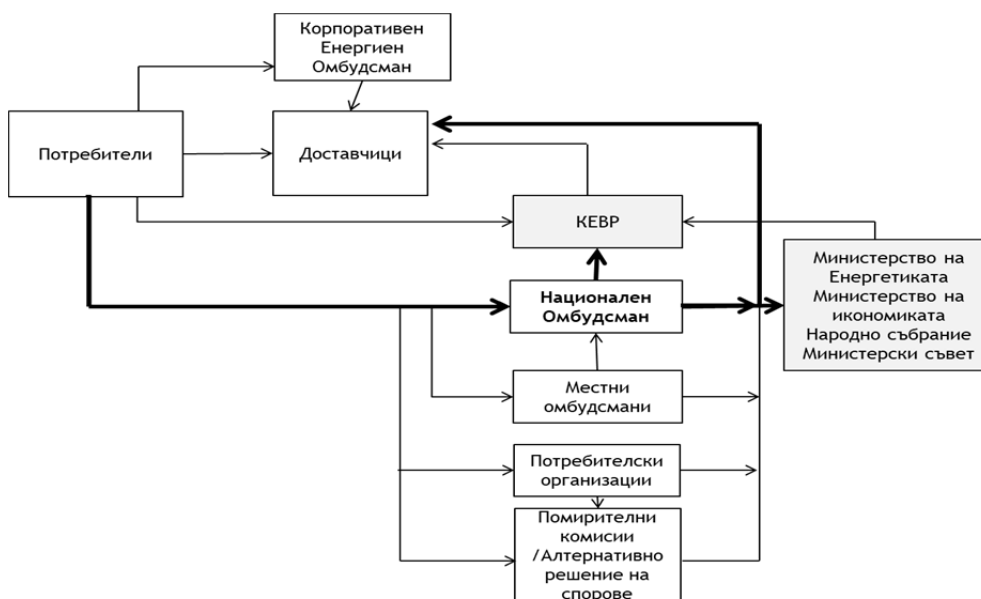 Корпоративен
Енергиен
Омбудсман
Потребители
Доставчици
КЕВР
Министерство на
Енергетиката
Министерство на
икономиката
Народно събрание
Министерски съвет
Национален
Омбудсман
Местни
омбудсмани
Потребителски
организации
Помирителни
комисии
/Алтернативно
решение на
спорове